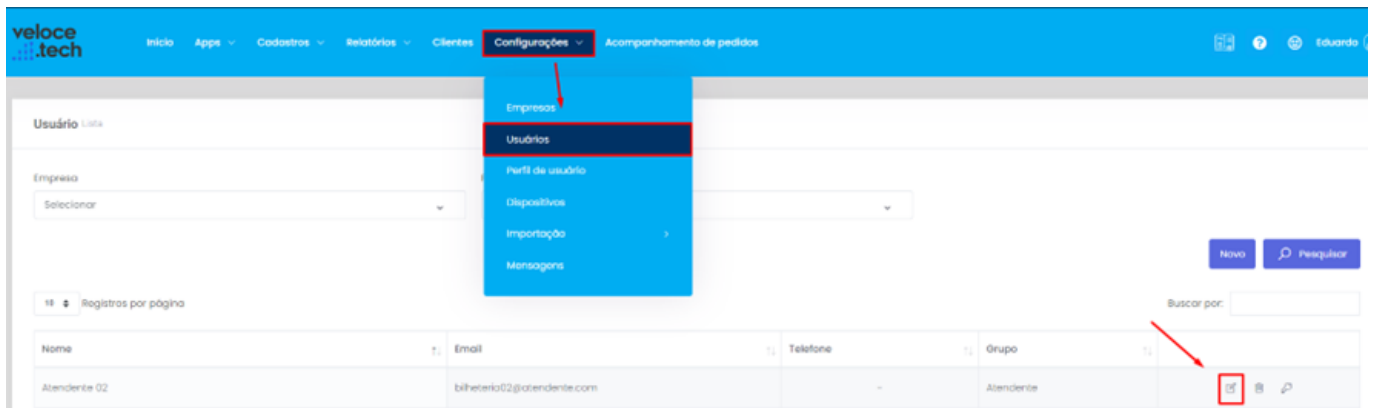 veloce
.tech
Início Apps Cadastros Relatórios Clientes Configurações Acompanhamento de pedidos Eduardo
Empresas
Usuário Lista
Usuários
Empresa
Perfil de usuário
Selecionar
Dispositivos
Importação
Novo Pesquisar
Mensagens
10 Registros por página Buscar por:
Nome Email Telefone Grupo
Atendente 02 bilheteria02@atendente.com - Atendente